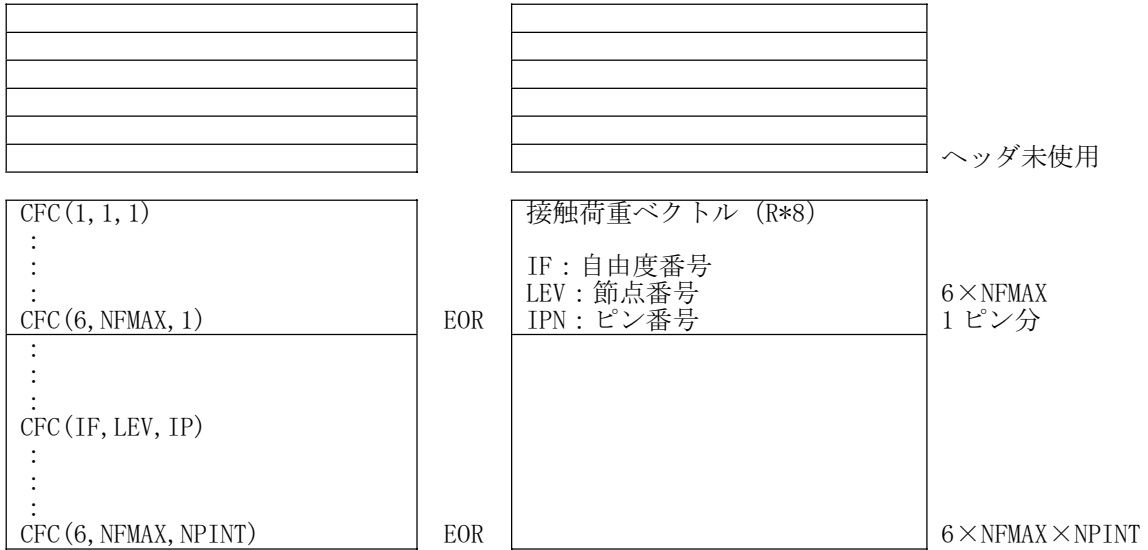 ヘッダ未使用
CFC(1,1,1) 接触荷重ベクトル (R*8)
:
: IF：自由度番号
: LEV：節点番号 6×NFMAX
CFC(6,NFMAX,1) EOR IPN：ピン番号 1ピン分
:
:
:
CFC(IF,LEV,IP)
:
:
:
CFC(6,NFMAX,NPINT) EOR 6×NFMAX×NPINT